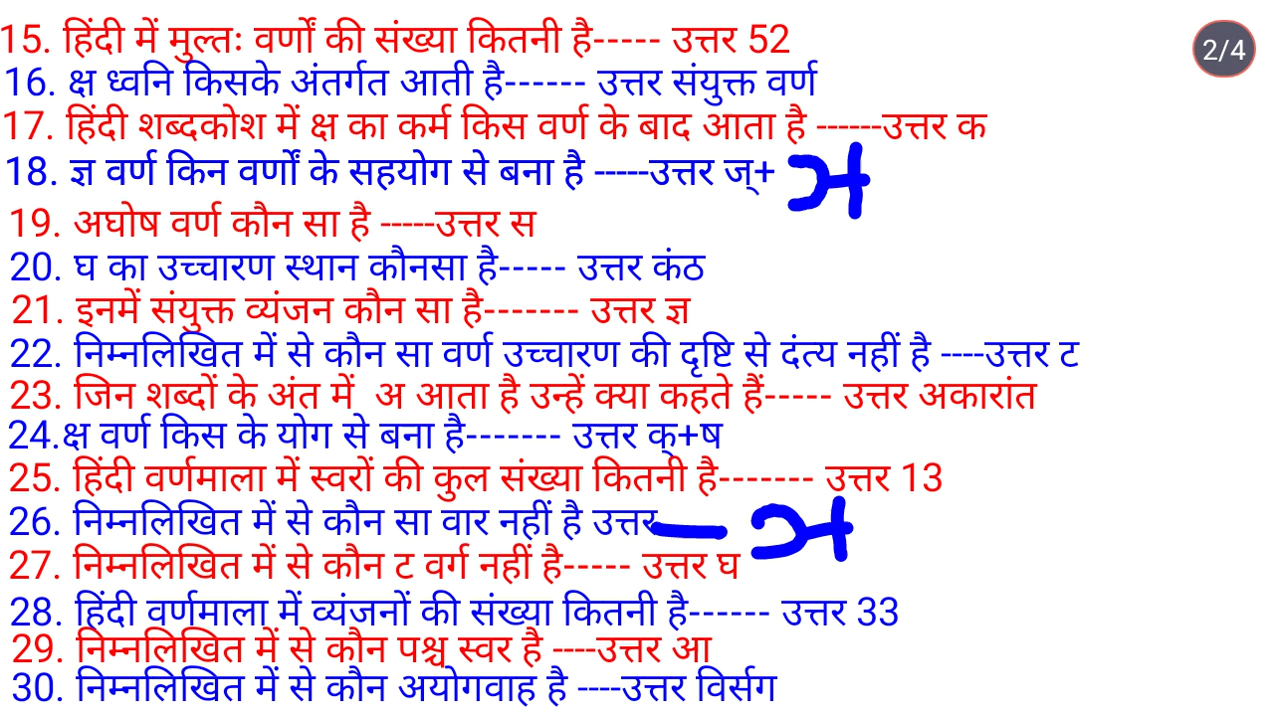 15. हिंदी में मुल्तः वर्णों की संख्या कितनी है----- उत्तर 52
2/4
16. क्ष ध्वनि किसके अंतर्गत आती है------ उत्तर संयुक्त वर्ण
17. हिंदी शब्दकोश में क्ष का कर्म किस वर्ण के बाद आता है ------उत्तर क
18. ज्ञ वर्ण किन वर्णों के सहयोग से बना है -----उत्तर ज्+
19. अघोष वर्ण कौन सा है -----उत्तर स
20. घ का उच्चारण स्थान कौनसा है----- उत्तर कंठ
21. इनमें संयुक्त व्यंजन कौन सा है------- उत्तर ज्ञ
22. निम्नलिखित में से कौन सा वर्ण उच्चारण की दृष्टि से दंत्य नहीं है ----उत्तर ट
23. जिन शब्दों के अंत में अ आता है उन्हें क्या कहते हैं----- उत्तर अकारांत
24.क्ष वर्ण किस के योग से बना है------- उत्तर क्+ष
25. हिंदी वर्णमाला में स्वरों की कुल संख्या कितनी है------- उत्तर 13
26. निम्नलिखित में से कौन सा वार नहीं है उत्तर
27. निम्नलिखित में से कौन ट वर्ग नहीं है----- उत्तर घ
28. हिंदी वर्णमाला में व्यंजनों की संख्या कितनी है------ उत्तर 33
29. निम्नलिखित में से कौन पश्च स्वर है ----उत्तर आ
30. निम्नलिखित में से कौन अयोगवाह है ----उत्तर विर्सग